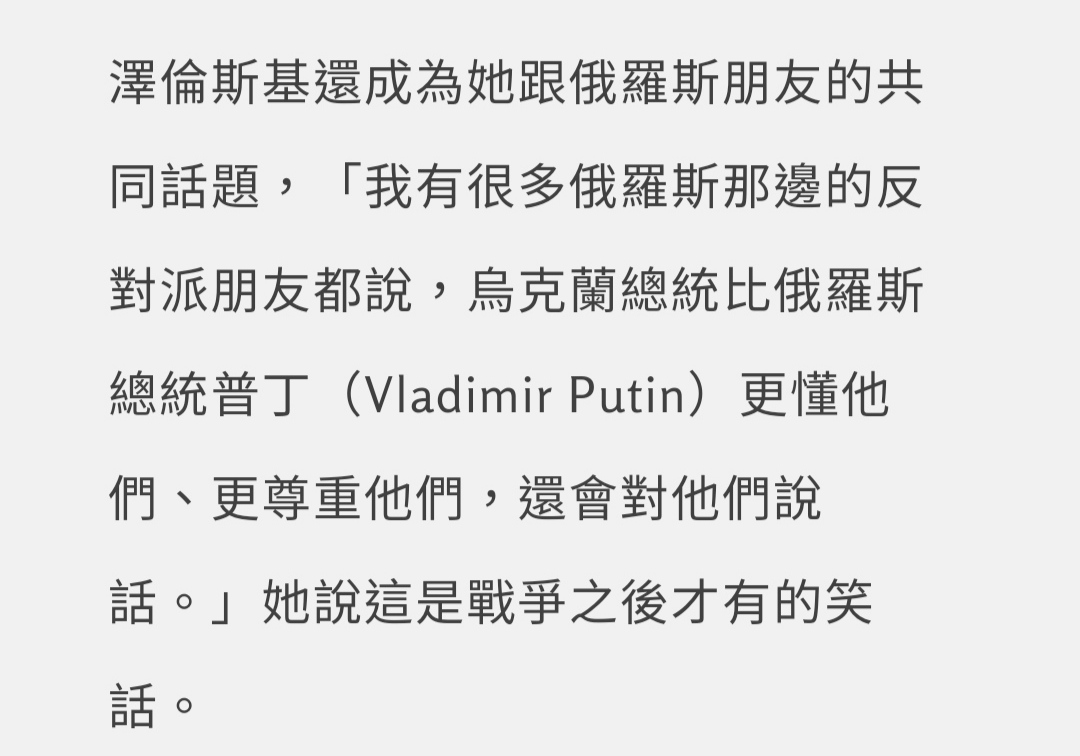 澤倫斯基還成為她跟俄羅斯朋友的共
同話題，「我有很多俄羅斯那邊的反
對派朋友都說，烏克蘭總統比俄羅斯
總統普丁（Vladimir Putin）更懂他
們、更尊重他們，還會對他們說
話。」她說這是戰爭之後才有的笑
話。